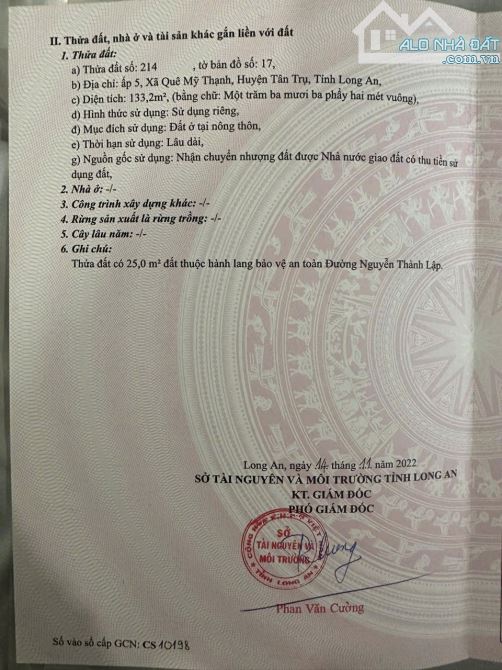 ALO NHÀ ĐẤT
.com.vn
II. Thửa đất, nhà ở và tài sản khác gắn liền với đất
1. Thửa đất:
a) Thửa đất số: 214 , tờ bản đồ số: 17,
b) Địa chỉ: ấp 5, Xã Quê Mỹ Thạnh, Huyện Tân Trụ, Tỉnh Long An,
c) Diện tích: 133,2m², (bằng chữ: Một trăm ba mươi ba phẩy hai mét vuông),
d) Hình thức sử dụng: Sử dụng riêng,
đ) Mục đích sử dụng: Đất ở tại nông thôn,
e) Thời hạn sử dụng: Lâu dài,
g) Nguồn gốc sử dụng: Nhận chuyển nhượng đất được Nhà nước giao đất có thu tiền sử
dụng đất,
2. Nhà ở: -/-
3. Công trình xây dựng khác: -/-
4. Rừng sản xuất là rừng trồng: -/-
5. Cây lâu năm: -/-
6. Ghi chú:
Thửa đất có 25,0 m² đất thuộc hành lang bảo vệ an toàn Đường Nguyễn Thành Lập.
Long An, ngày 14 tháng 11 năm 2022
SỞ TÀI NGUYÊN VÀ MÔI TRƯỜNG TỈNH LONG AN
KT. GIÁM ĐỐC
PHÓ GIÁM ĐỐC
SỞ
TÀI NGUYÊN VÀ
MÔI TRƯỜNG
TỈNH LONG AN
Phan Văn Cường
Số vào sổ cấp GCN: CS 10198